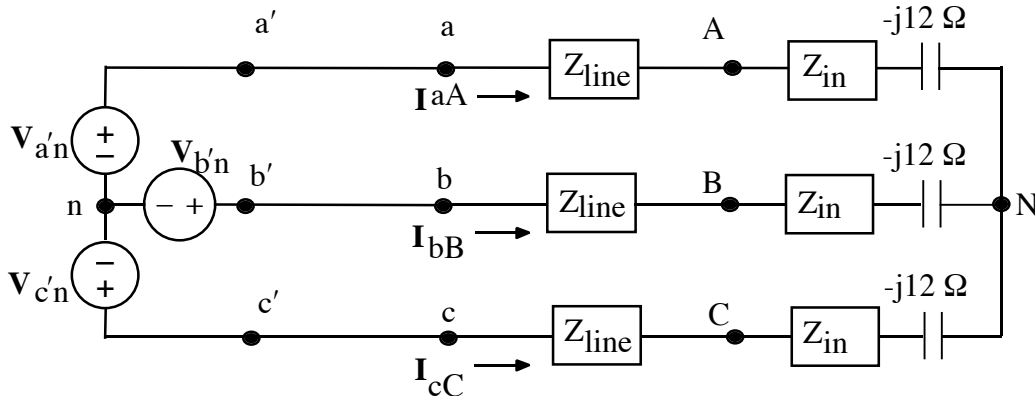 -j12 Ω
a′ a A
Zline Zin
IaA
Va′n + −
Vb′n
-j12 Ω
b′ b B
n − + Zline Zin N
IbB
Vc′n − +
-j12 Ω
c′ c C
Zline Zin
IcC